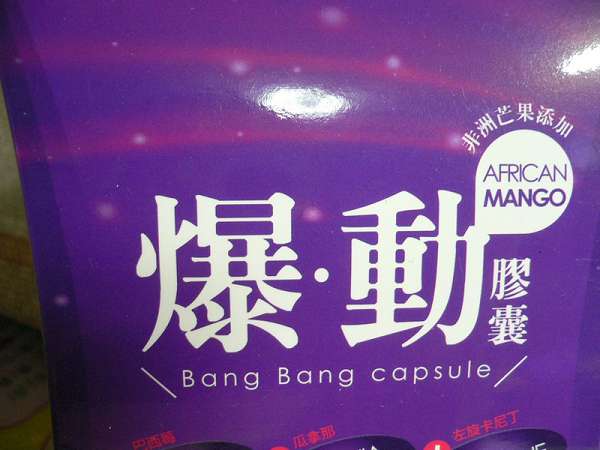 非洲芒果添加
AFRICAN
MANGO
爆·動
膠囊
Bang Bang capsule
巴西莓
瓜拿那
左旋卡尼丁